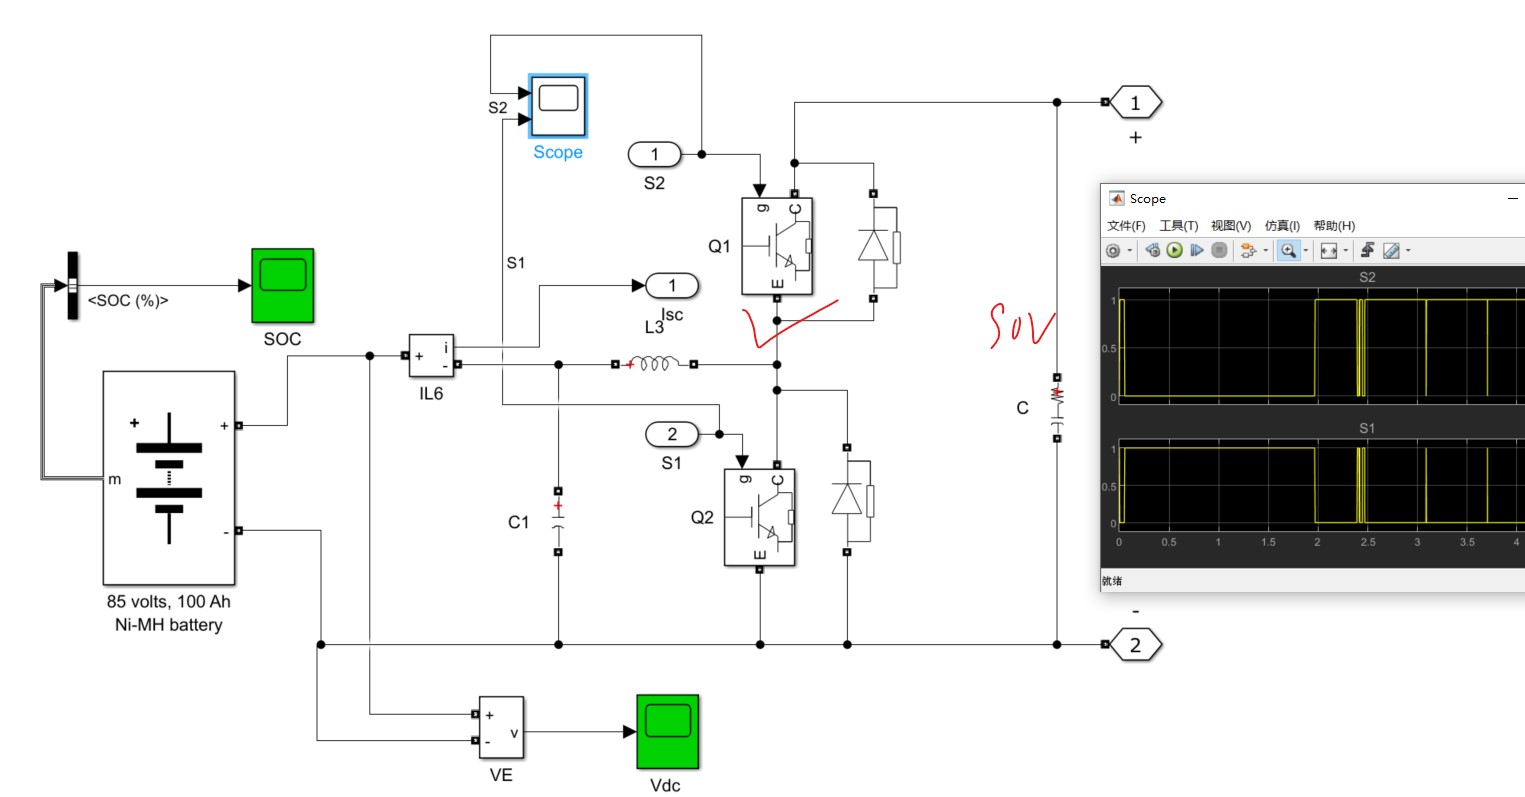 S2
Scope
1
S2
1
+
g
C
Q1
E
S1
<SOC (%)>
SOC
1
Isc
L3
+
i
-
IL6
+
50V
C
+
m
+
-
85 volts, 100 Ah
Ni-MH battery
2
S1
g
C
Q2
E
+
C1
-
2
+
-
v
VE
Vdc
Scope
文件(F) 工具(T) 视图(V) 仿真(I) 帮助(H)
S2
1
0.5
0
S1
1
0.5
0
0 0.5 1 1.5 2 2.5 3 3.5 4
就绪